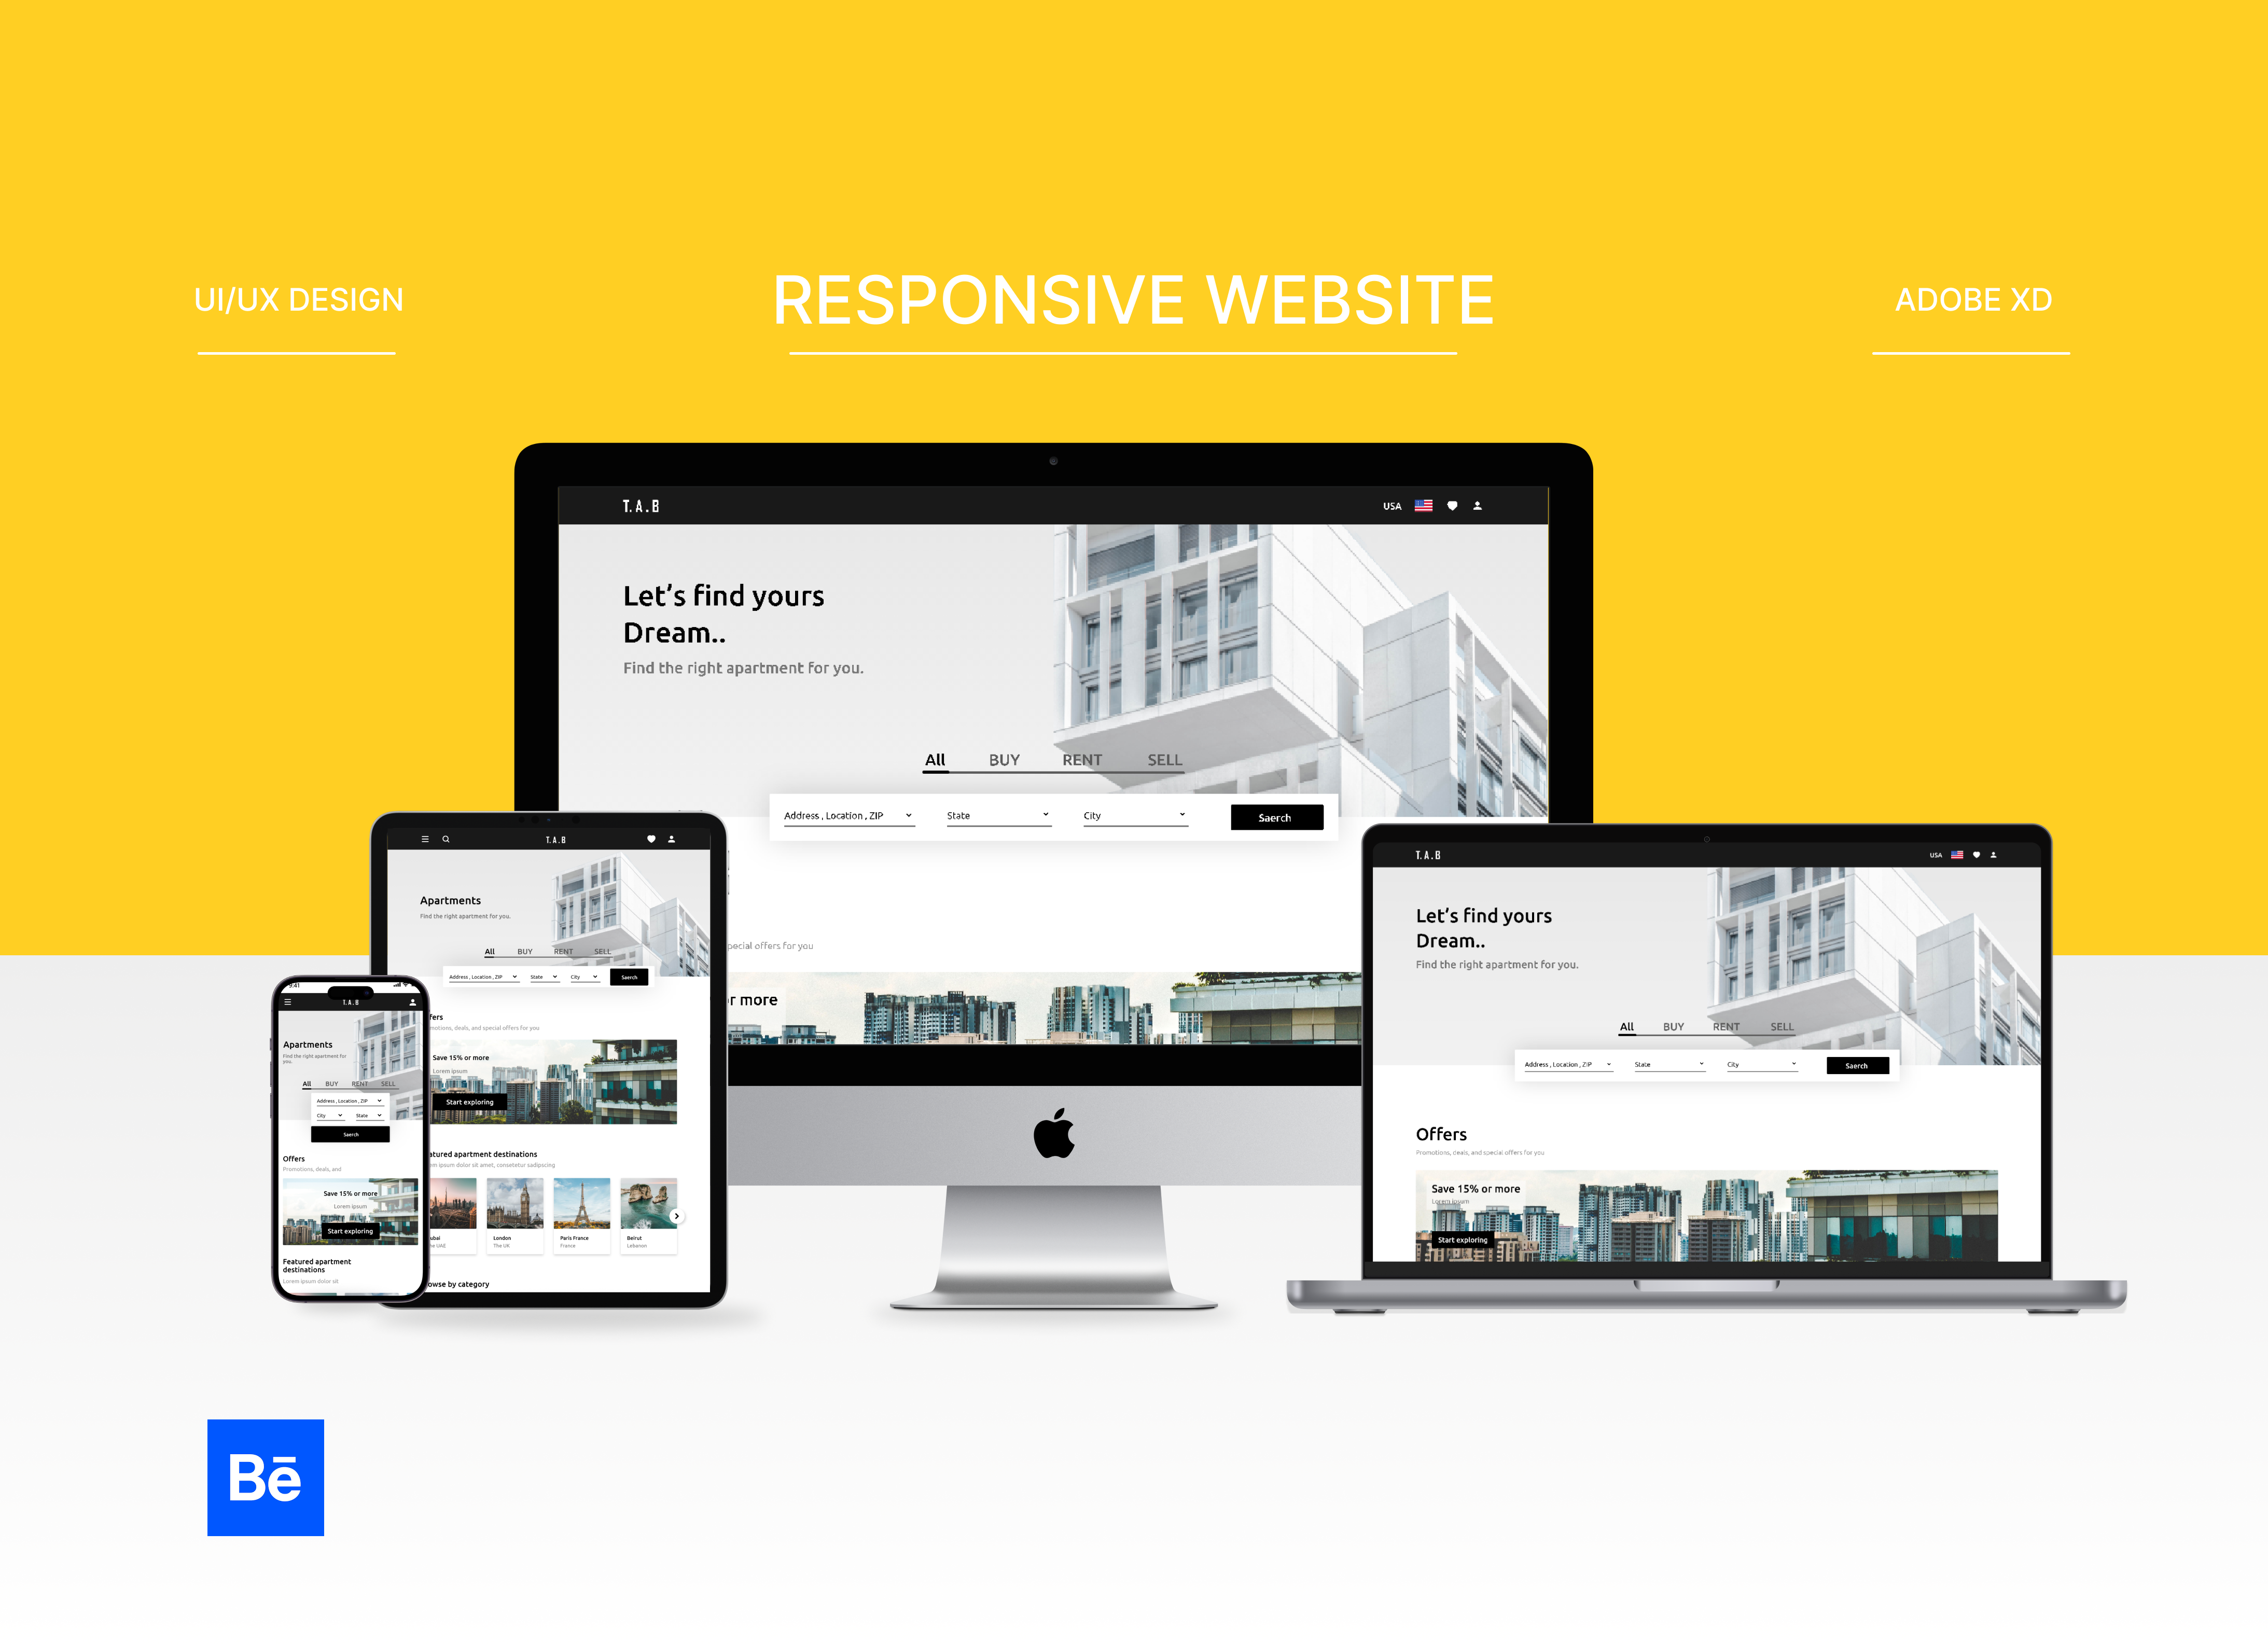 UI/UX DESIGN
RESPONSIVE WEBSITE
ADOBE XD
T.A.B
USA
Let's find yours
Dream..
Find the right apartment for you.
All BUY RENT SELL
Address , Location , ZIP State City Saerch
special offers for you
or more
T.A.B
Apartments
Find the right apartment for you.
All BUY RENT SELL
Address , Location , ZIP State City Saerch
and special offers for you
Save 15% or more
Lorem ipsum
Start exploring
apartment destinations
ipsum dolor sit amet, consetetur sadipscing
London
The UK
Paris France
France
Beirut
Lebanon
UAE
by category
9:41
T.A.B
Apartments
Find the right apartment for
you.
All BUY RENT SELL
Address , Location , ZIP
City State
Saerch
Offers
Promotions, deals, and
Save 15% or more
Lorem ipsum
Start exploring
Featured apartment
destinations
Lorem ipsum dolor sit
T.A.B
USA
Let's find yours
Dream..
Find the right apartment for you.
All BUY RENT SELL
Address , Location , ZIP State City Saerch
Offers
Promotions, deals, and special offers for you
Save 15% or more
Lorem ipsum
Start exploring
Bē